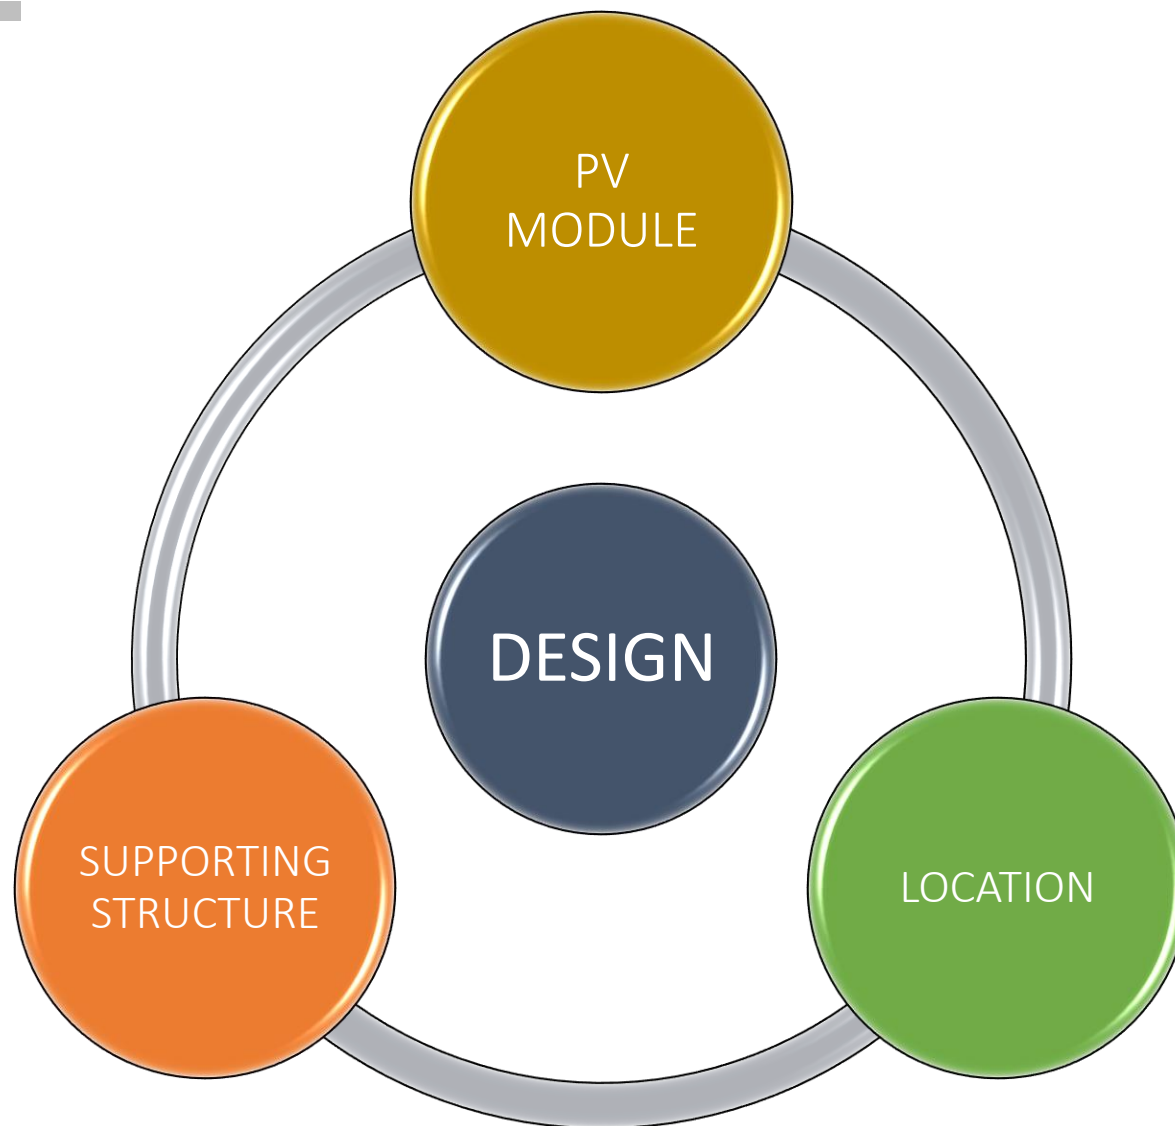 PV
MODULE
DESIGN
SUPPORTING
STRUCTURE
LOCATION